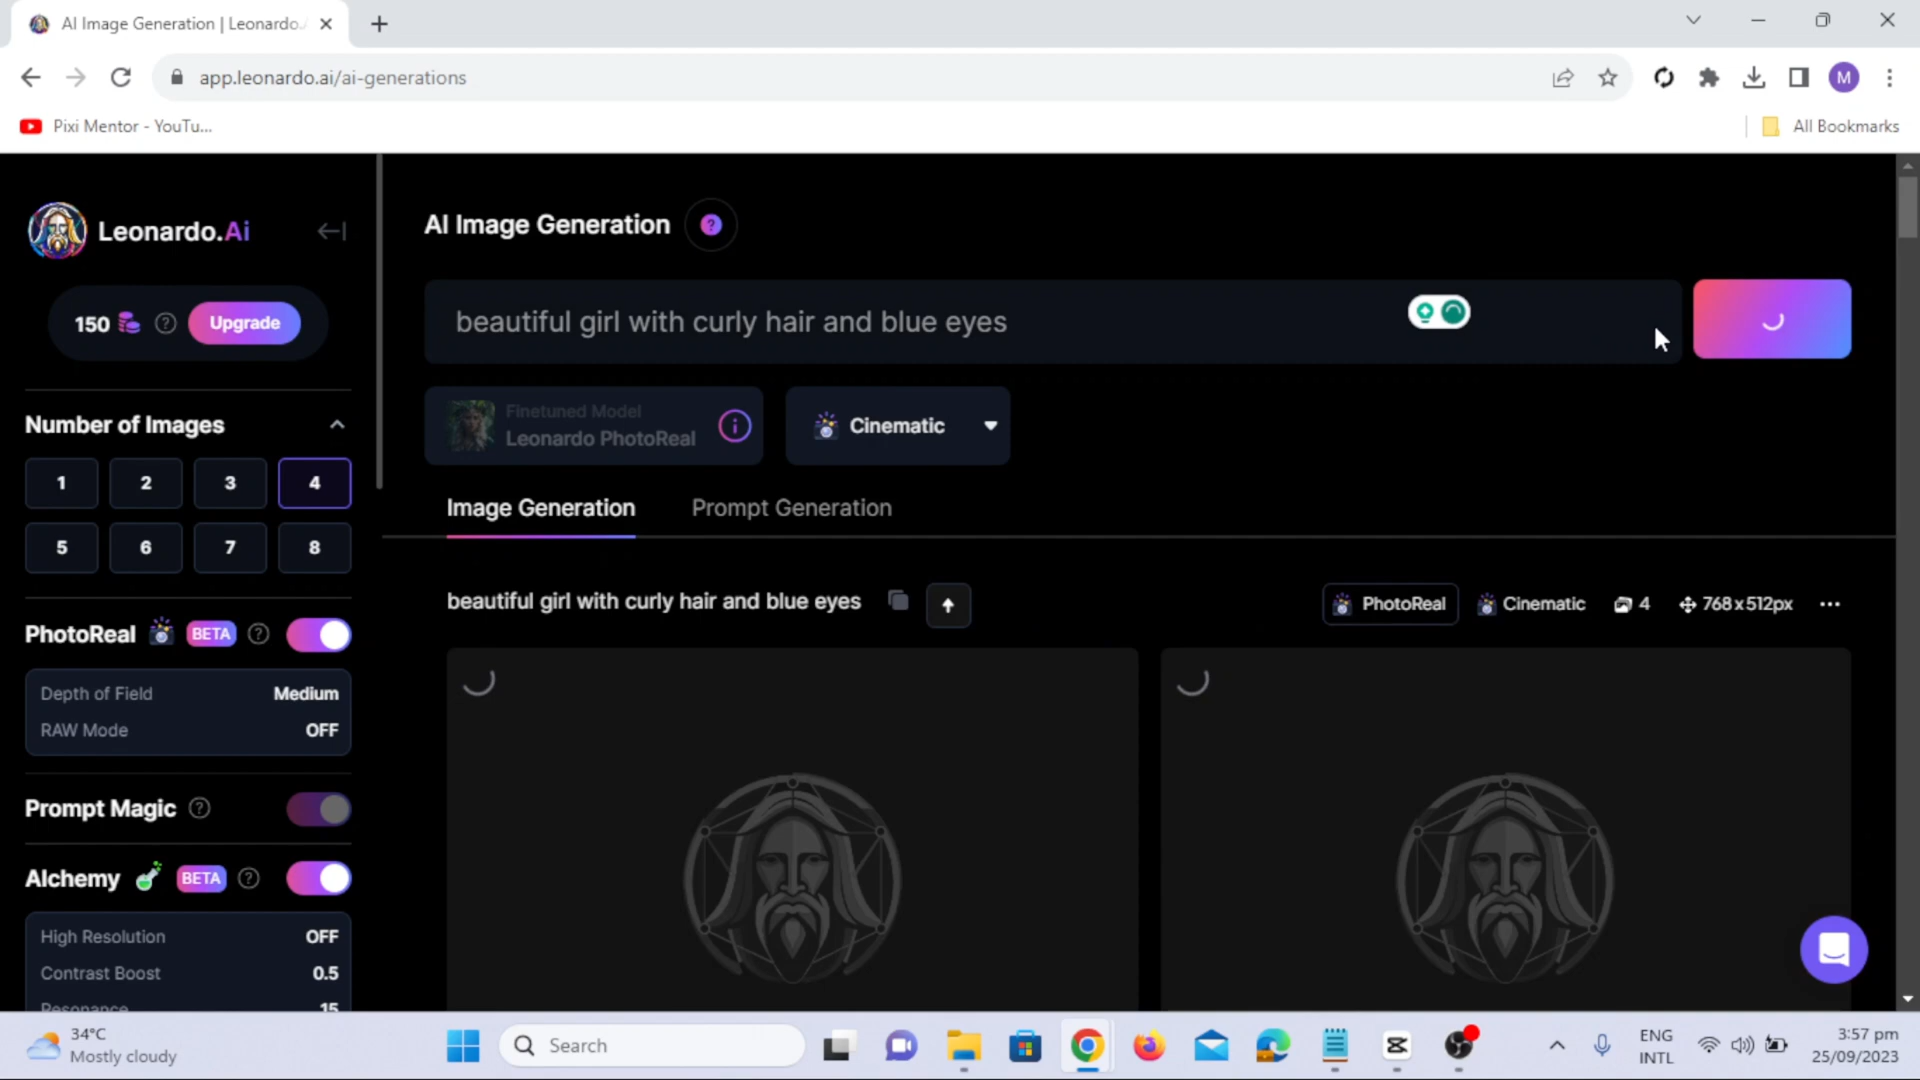 AI Image Generation | Leonardo.
app.leonardo.ai/ai-generations
M
Pixi Mentor - YouTu...
All Bookmarks
Leonardo.Ai
150
?
Upgrade
Number of Images
1 2 3 4
5 6 7 8
PhotoReal BETA ?
Depth of Field Medium
RAW Mode OFF
Prompt Magic ?
Alchemy BETA ?
High Resolution OFF
Contrast Boost 0.5
Resonance 15
AI Image Generation ?
beautiful girl with curly hair and blue eyes
Finetuned Model
Leonardo PhotoReal
Cinematic
Image Generation Prompt Generation
beautiful girl with curly hair and blue eyes
PhotoReal Cinematic 4 768x512px
34°C
Mostly cloudy
Search
ENG
INTL
3:57 pm
25/09/2023